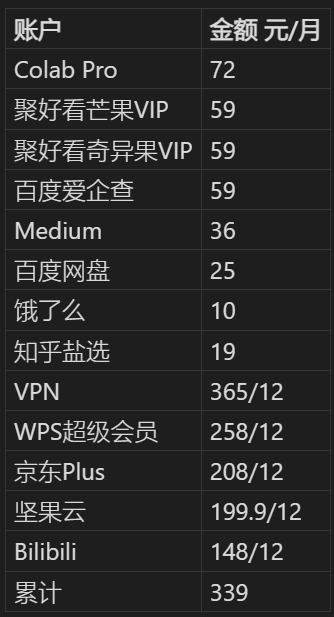 账户 金额 元/月
Colab Pro 72
聚好看芒果VIP 59
聚好看奇异果VIP 59
百度爱企查 59
Medium 36
百度网盘 25
饿了么 10
知乎盐选 19
VPN 365/12
WPS超级会员 258/12
京东Plus 208/12
坚果云 199.9/12
Bilibili 148/12
累计 339